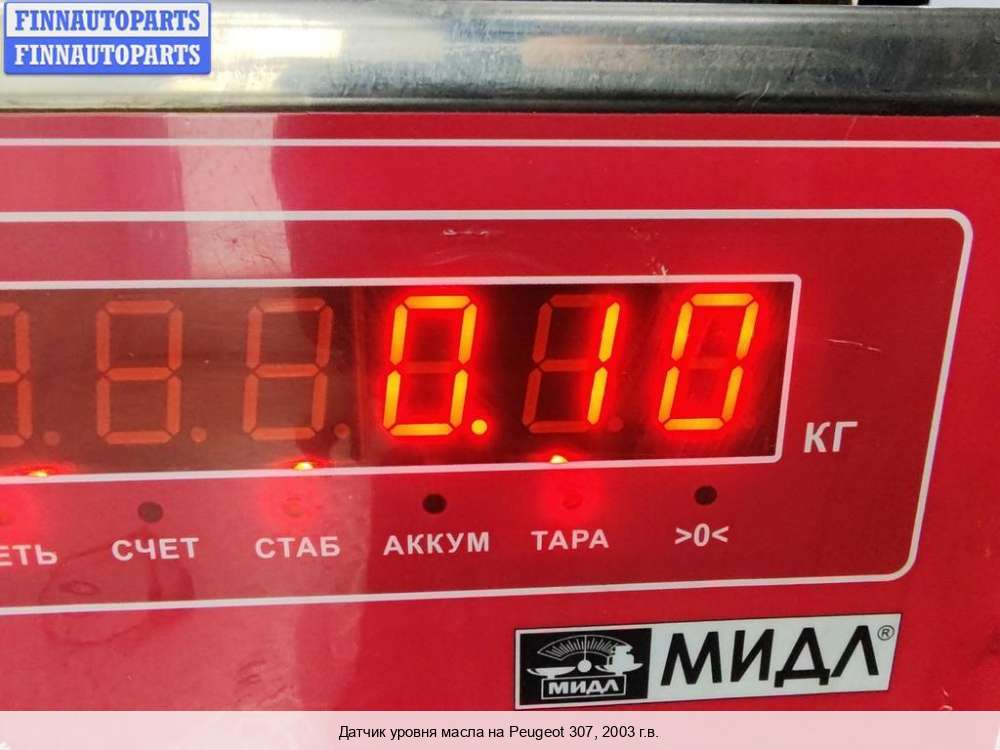 FINNAUTOPARTS
FINNAUTOPARTS
0.10
КГ
СЧЕТ СТАБ АККУМ ТАРА >0<
МИДЛ МИДЛ®
Датчик уровня масла на Peugeot 307, 2003 г.в.